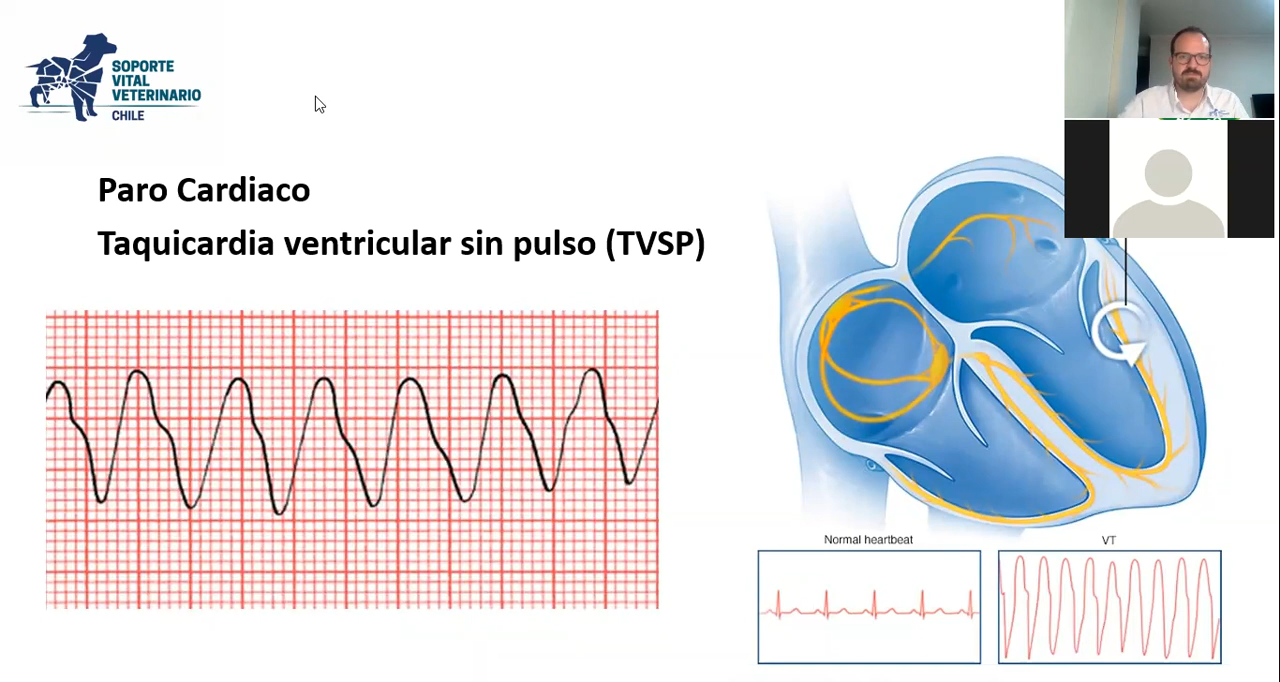 SOPORTE
VITAL
VETERINARIO
CHILE
Paro Cardiaco
Taquicardia ventricular sin pulso (TVSP)
Normal heartbeat
VT